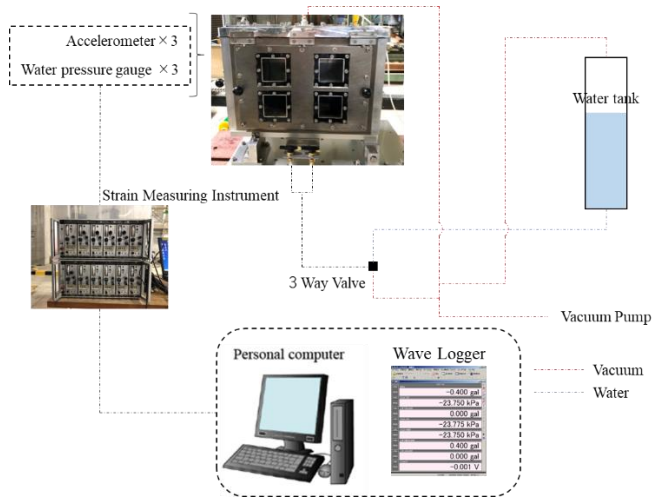 Accelerometer×3
Water pressure gauge ×3
Water tank
Strain Measuring Instrument
3 Way Valve
Vacuum Pump
Personal computer
Wave Logger
Vacuum
Water
-0.400 gal
-23.750 kPa
0.000 gal
-23.775 kPa
-23.750 kPa
0.400 gal
0.000 gal
-0.001 V